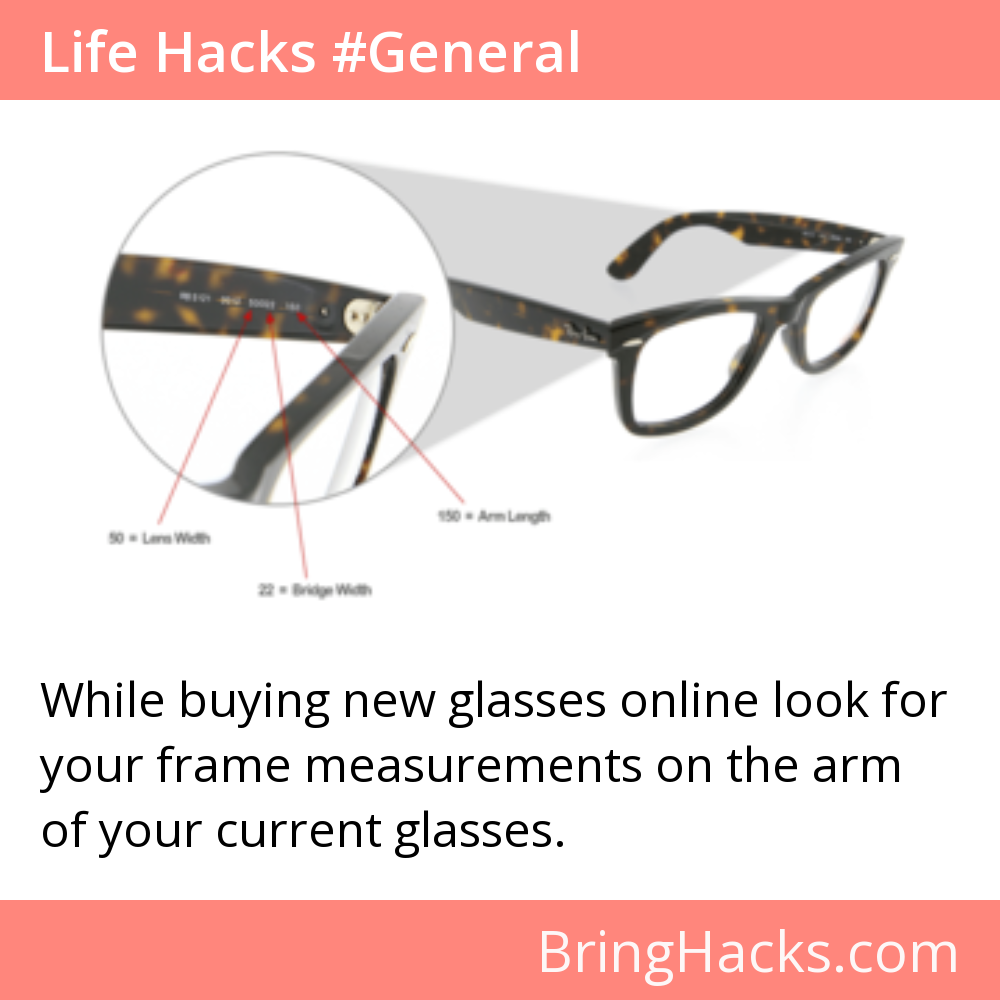 Life Hacks #General
50 = Lens Width
150 = Arm Length
22 = Bridge Width
While buying new glasses online look for
your frame measurements on the arm
of your current glasses.
BringHacks.com